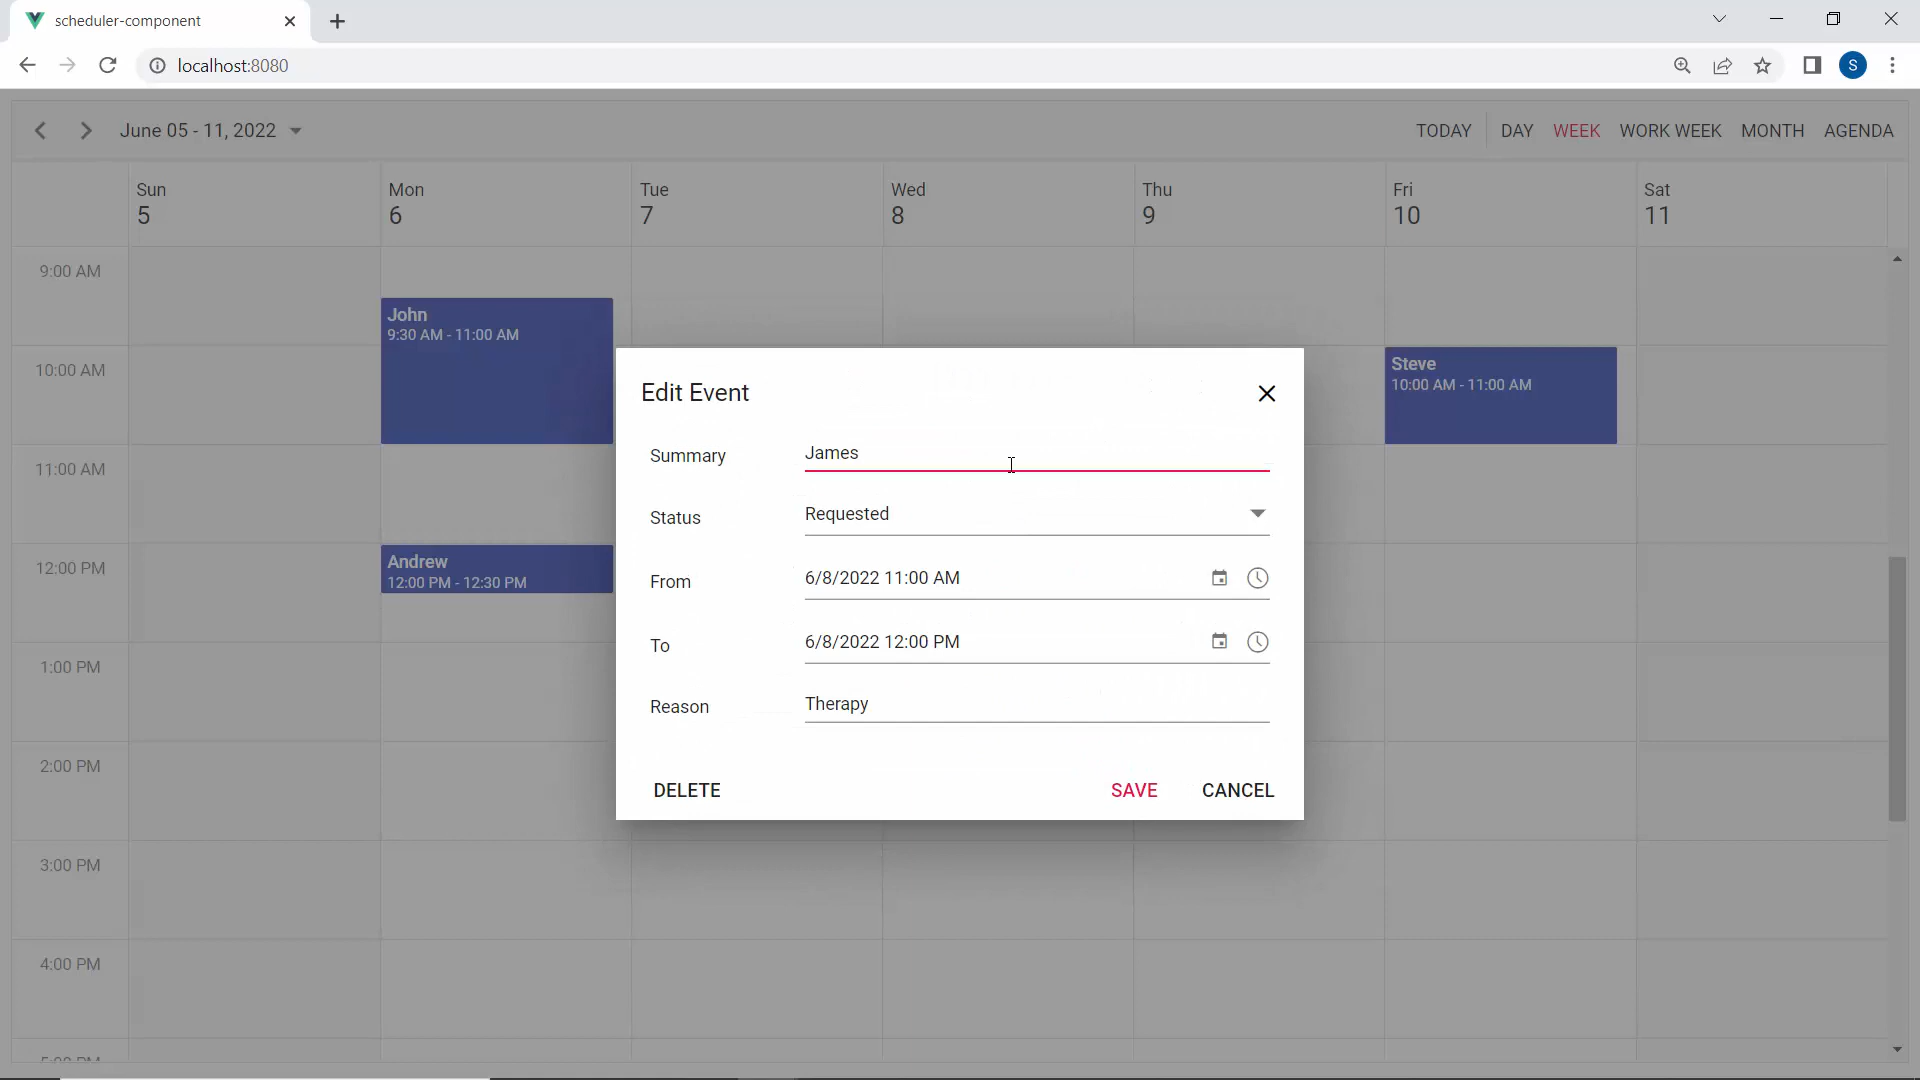 scheduler-component
localhost:8080
S
June 05 - 11, 2022
TODAY DAY WEEK WORK WEEK MONTH AGENDA
Sun Mon Tue Wed Thu Fri Sat
5 6 7 8 9 10 11
9:00 AM
John
9:30 AM - 11:00 AM
10:00 AM
Steve
10:00 AM - 11:00 AM
11:00 AM
12:00 PM
Andrew
12:00 PM - 12:30 PM
1:00 PM
2:00 PM
3:00 PM
4:00 PM
5:00 PM
Edit Event
Summary James
Status Requested
From 6/8/2022 11:00 AM
To 6/8/2022 12:00 PM
Reason Therapy
DELETE SAVE CANCEL